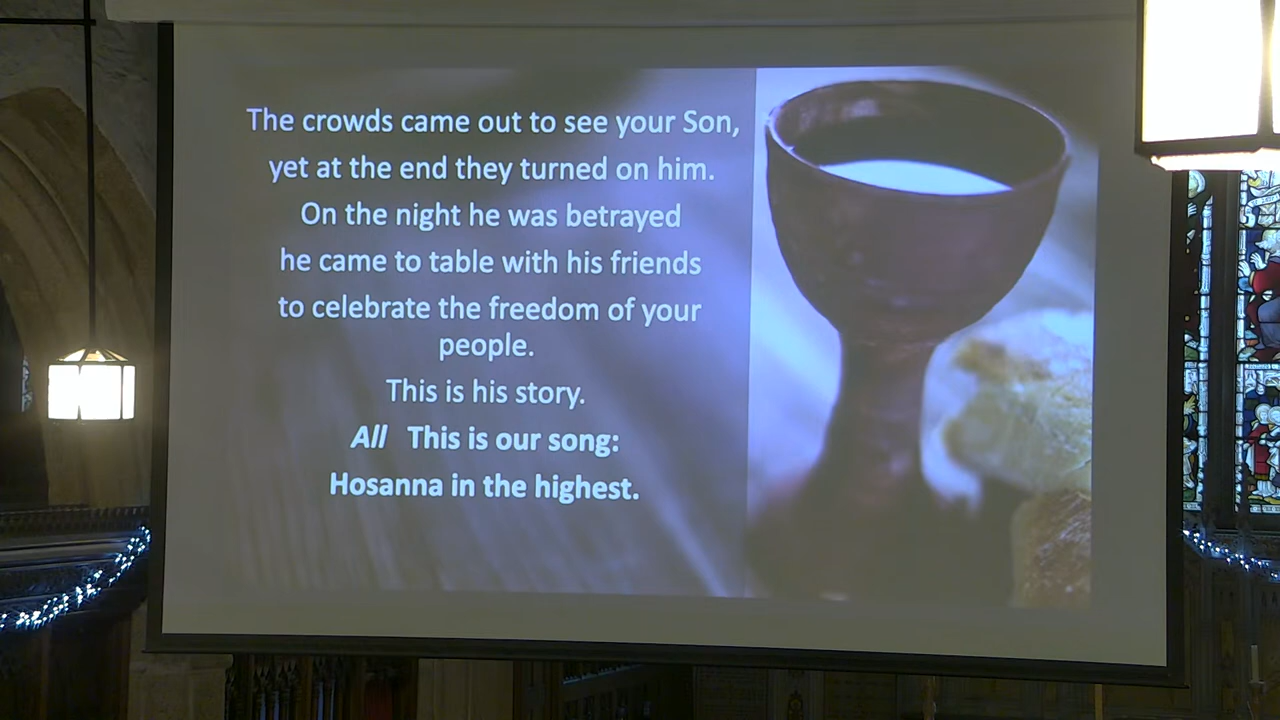 The crowds came out to see your Son,
yet at the end they turned on him.
On the night he was betrayed
he came to table with his friends
to celebrate the freedom of your
people.
This is his story.
All This is our song:
Hosanna in the highest.